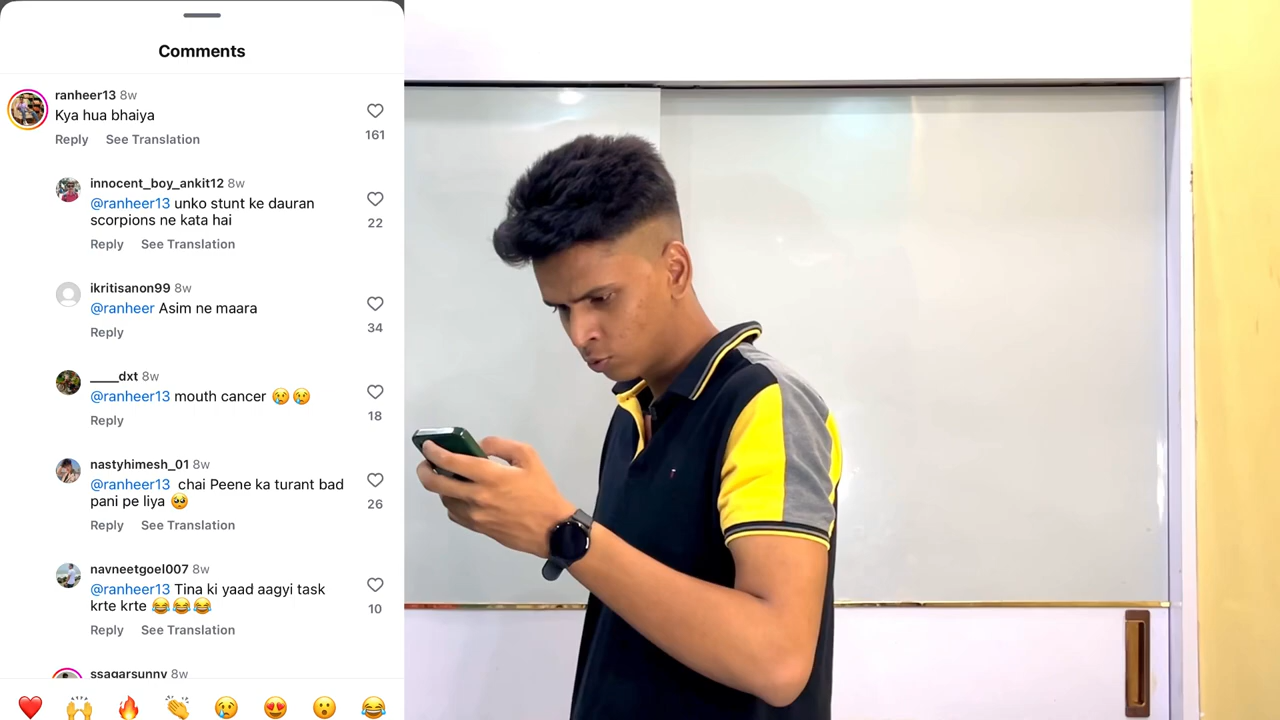 Comments
ranheer13 8w
Kya hua bhaiya
161
Reply See Translation
innocent_boy_ankit12 8w
@ranheer13 unko stunt ke dauran
scorpions ne kata hai
22
Reply See Translation
ikritisanon99 8w
@ranheer Asim ne maara
34
Reply
____dxt 8w
@ranheer13 mouth cancer 😢😢
18
Reply
nastyhimesh_01 8w
@ranheer13 chai Peene ka turant bad
pani pe liya 🥺
26
Reply See Translation
navneetgoel007 8w
@ranheer13 Tina ki yaad aagyi task
krte krte 😂😂😂
10
Reply See Translation
ssagarsunny 8w